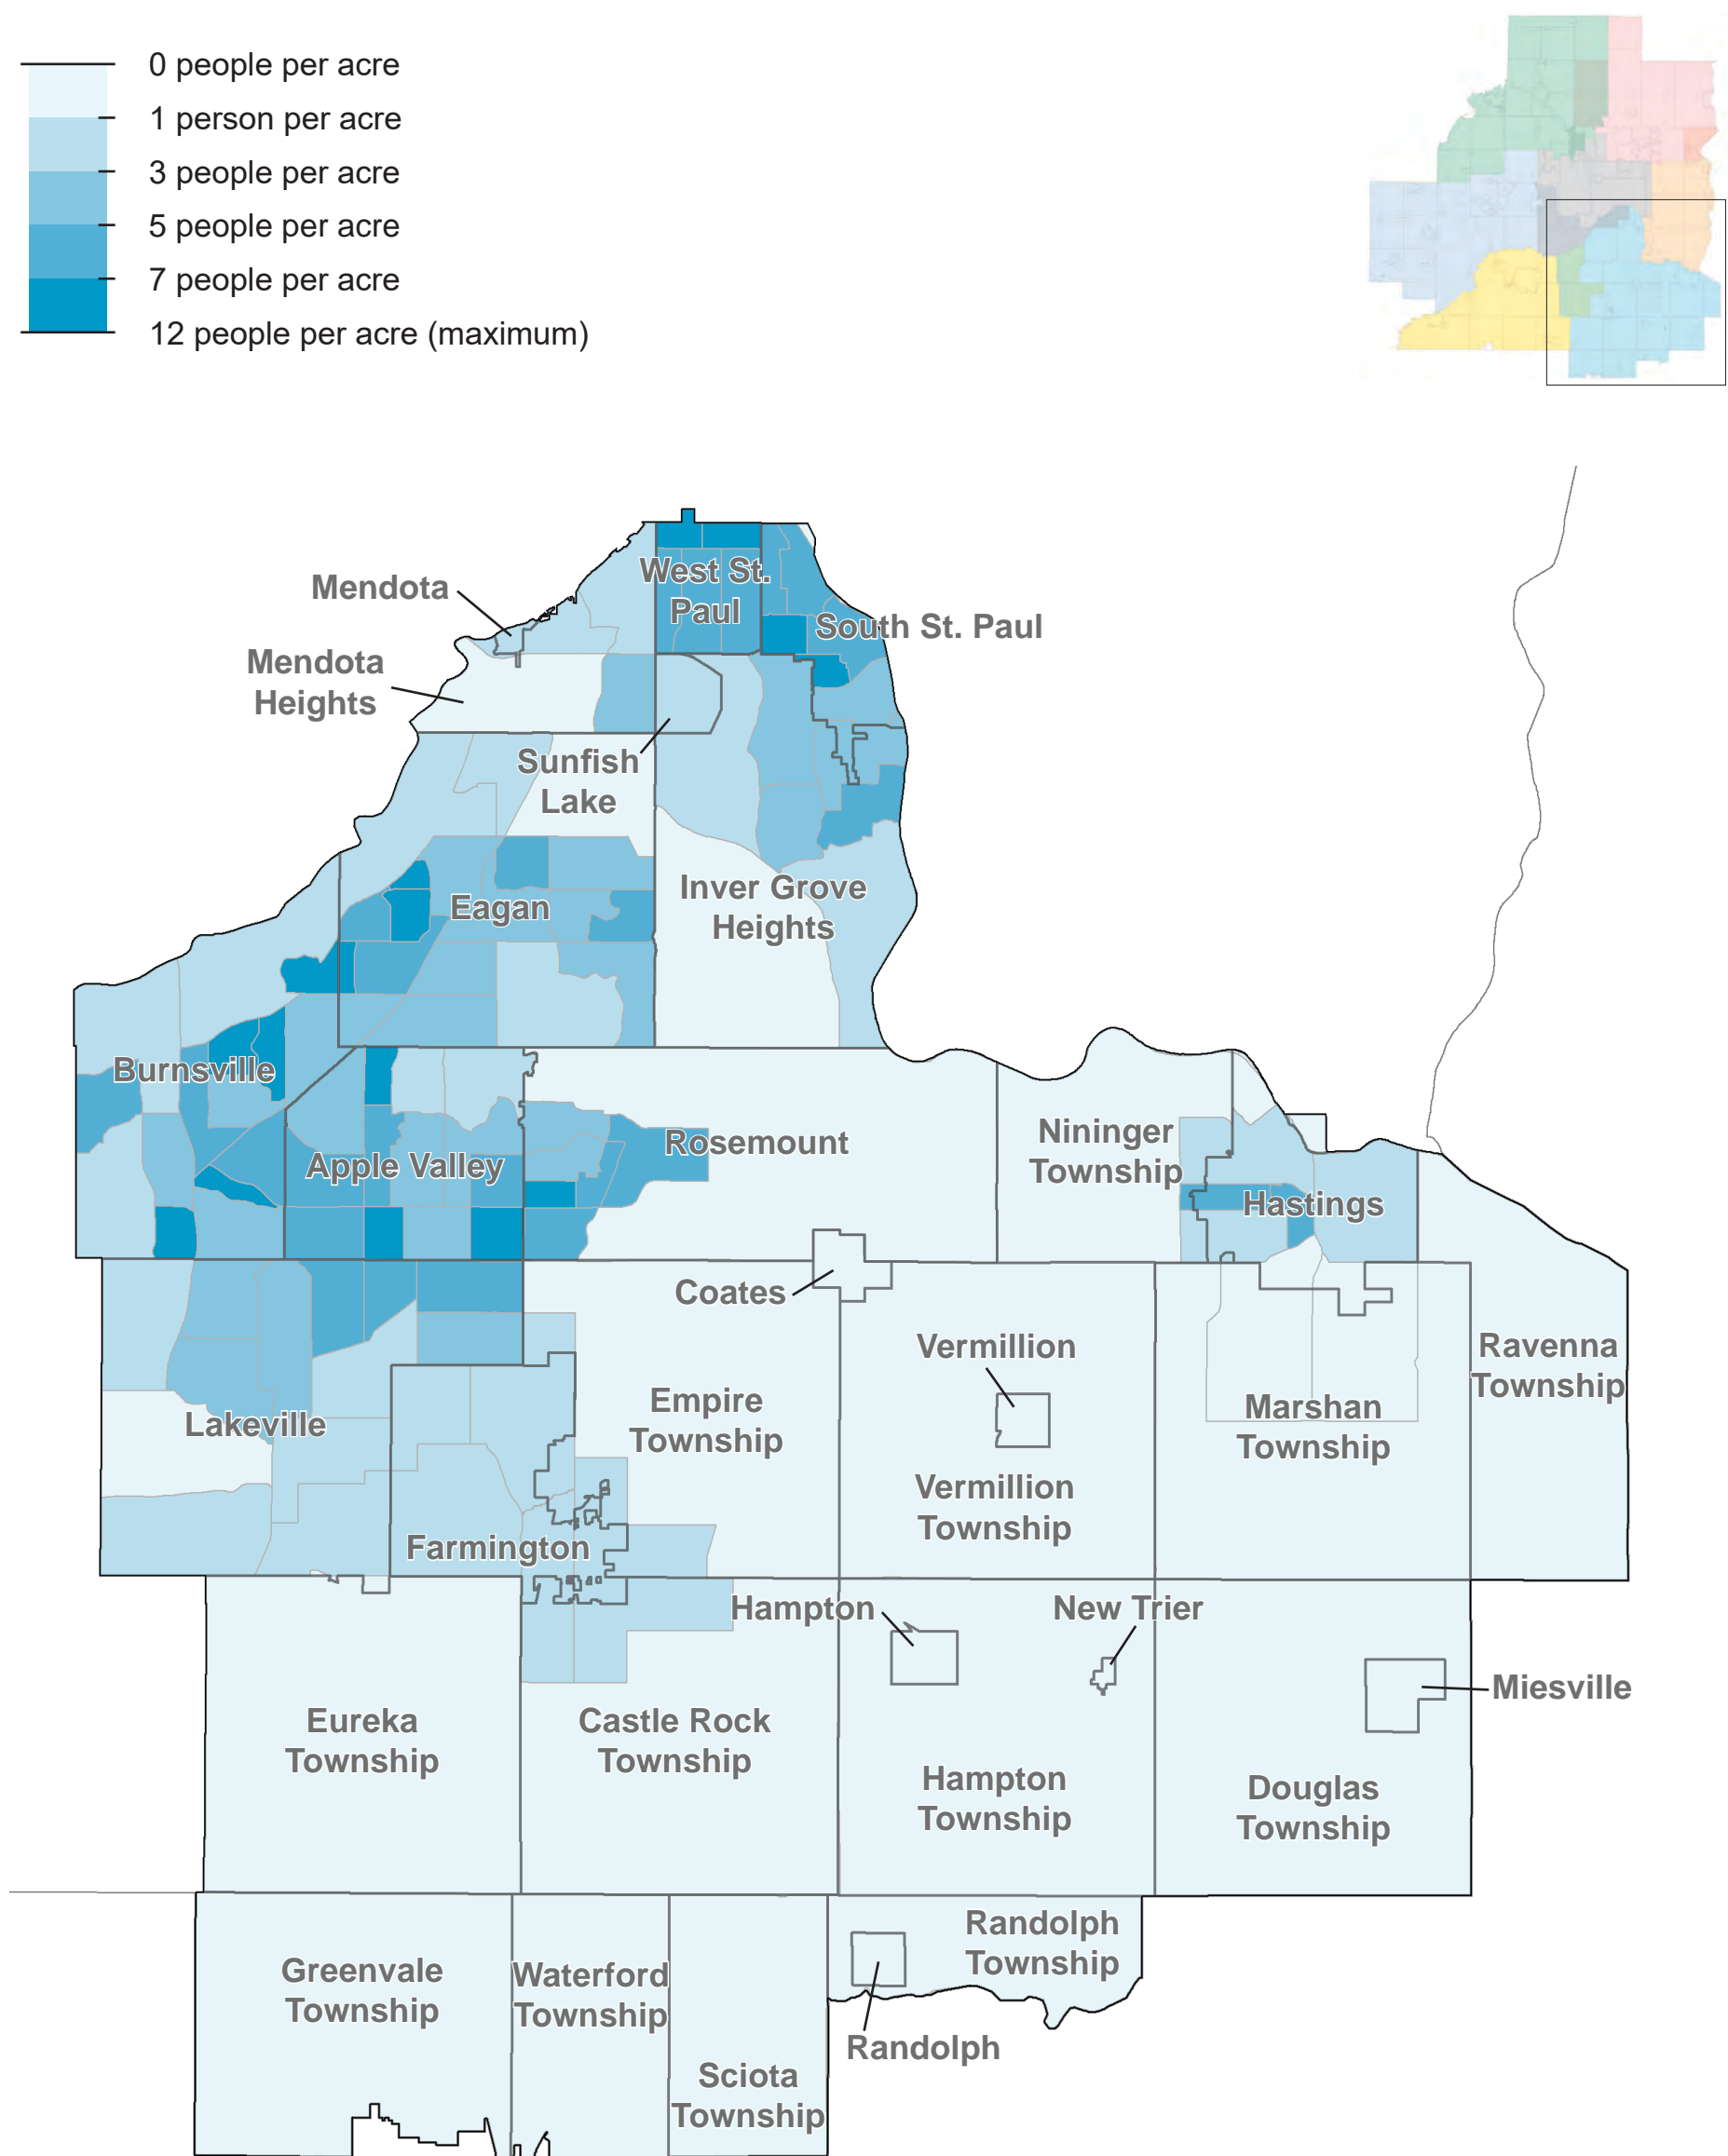 0 people per acre
1 person per acre
3 people per acre
5 people per acre
7 people per acre
12 people per acre (maximum)
West St.
Paul
Mendota
South St. Paul
Mendota
Heights
Sunfish
Lake
Inver Grove
Heights
Eagan
Burnsville
Rosemount
Nininger
Township
Apple Valley
Hastings
Coates
Vermillion
Ravenna
Township
Empire
Township
Marshan
Township
Lakeville
Vermillion
Township
Farmington
Hampton
New Trier
Miesville
Eureka
Township
Castle Rock
Township
Hampton
Township
Douglas
Township
Randolph
Township
Greenvale
Township
Waterford
Township
Randolph
Sciota
Township